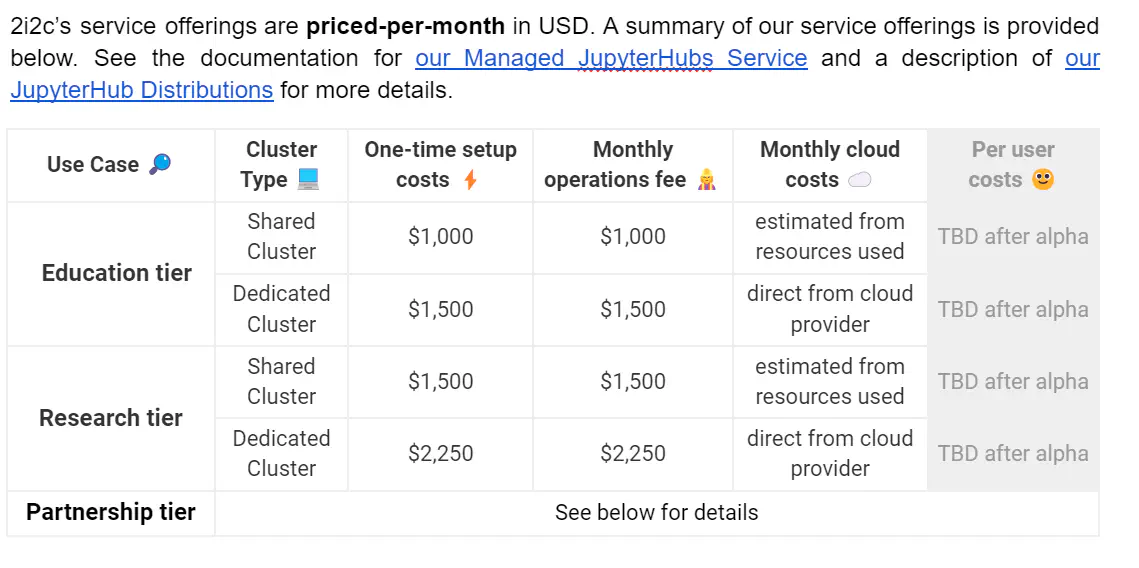 2i2c’s service offerings are priced-per-month in USD. A summary of our service offerings is provided
below. See the documentation for our Managed JupyterHubs Service and a description of our
JupyterHub Distributions for more details.
Use Case 🔎
Cluster
Type 💻
One-time setup
costs ⚡
Monthly
operations fee
Monthly cloud
costs ☁️
Per user
costs 🙂
Education tier
Shared
Cluster
$1,000
$1,000
estimated from
resources used
TBD after alpha
Dedicated
Cluster
$1,500
$1,500
direct from cloud
provider
TBD after alpha
Research tier
Shared
Cluster
$1,500
$1,500
estimated from
resources used
TBD after alpha
Dedicated
Cluster
$2,250
$2,250
direct from cloud
provider
TBD after alpha
Partnership tier
See below for details